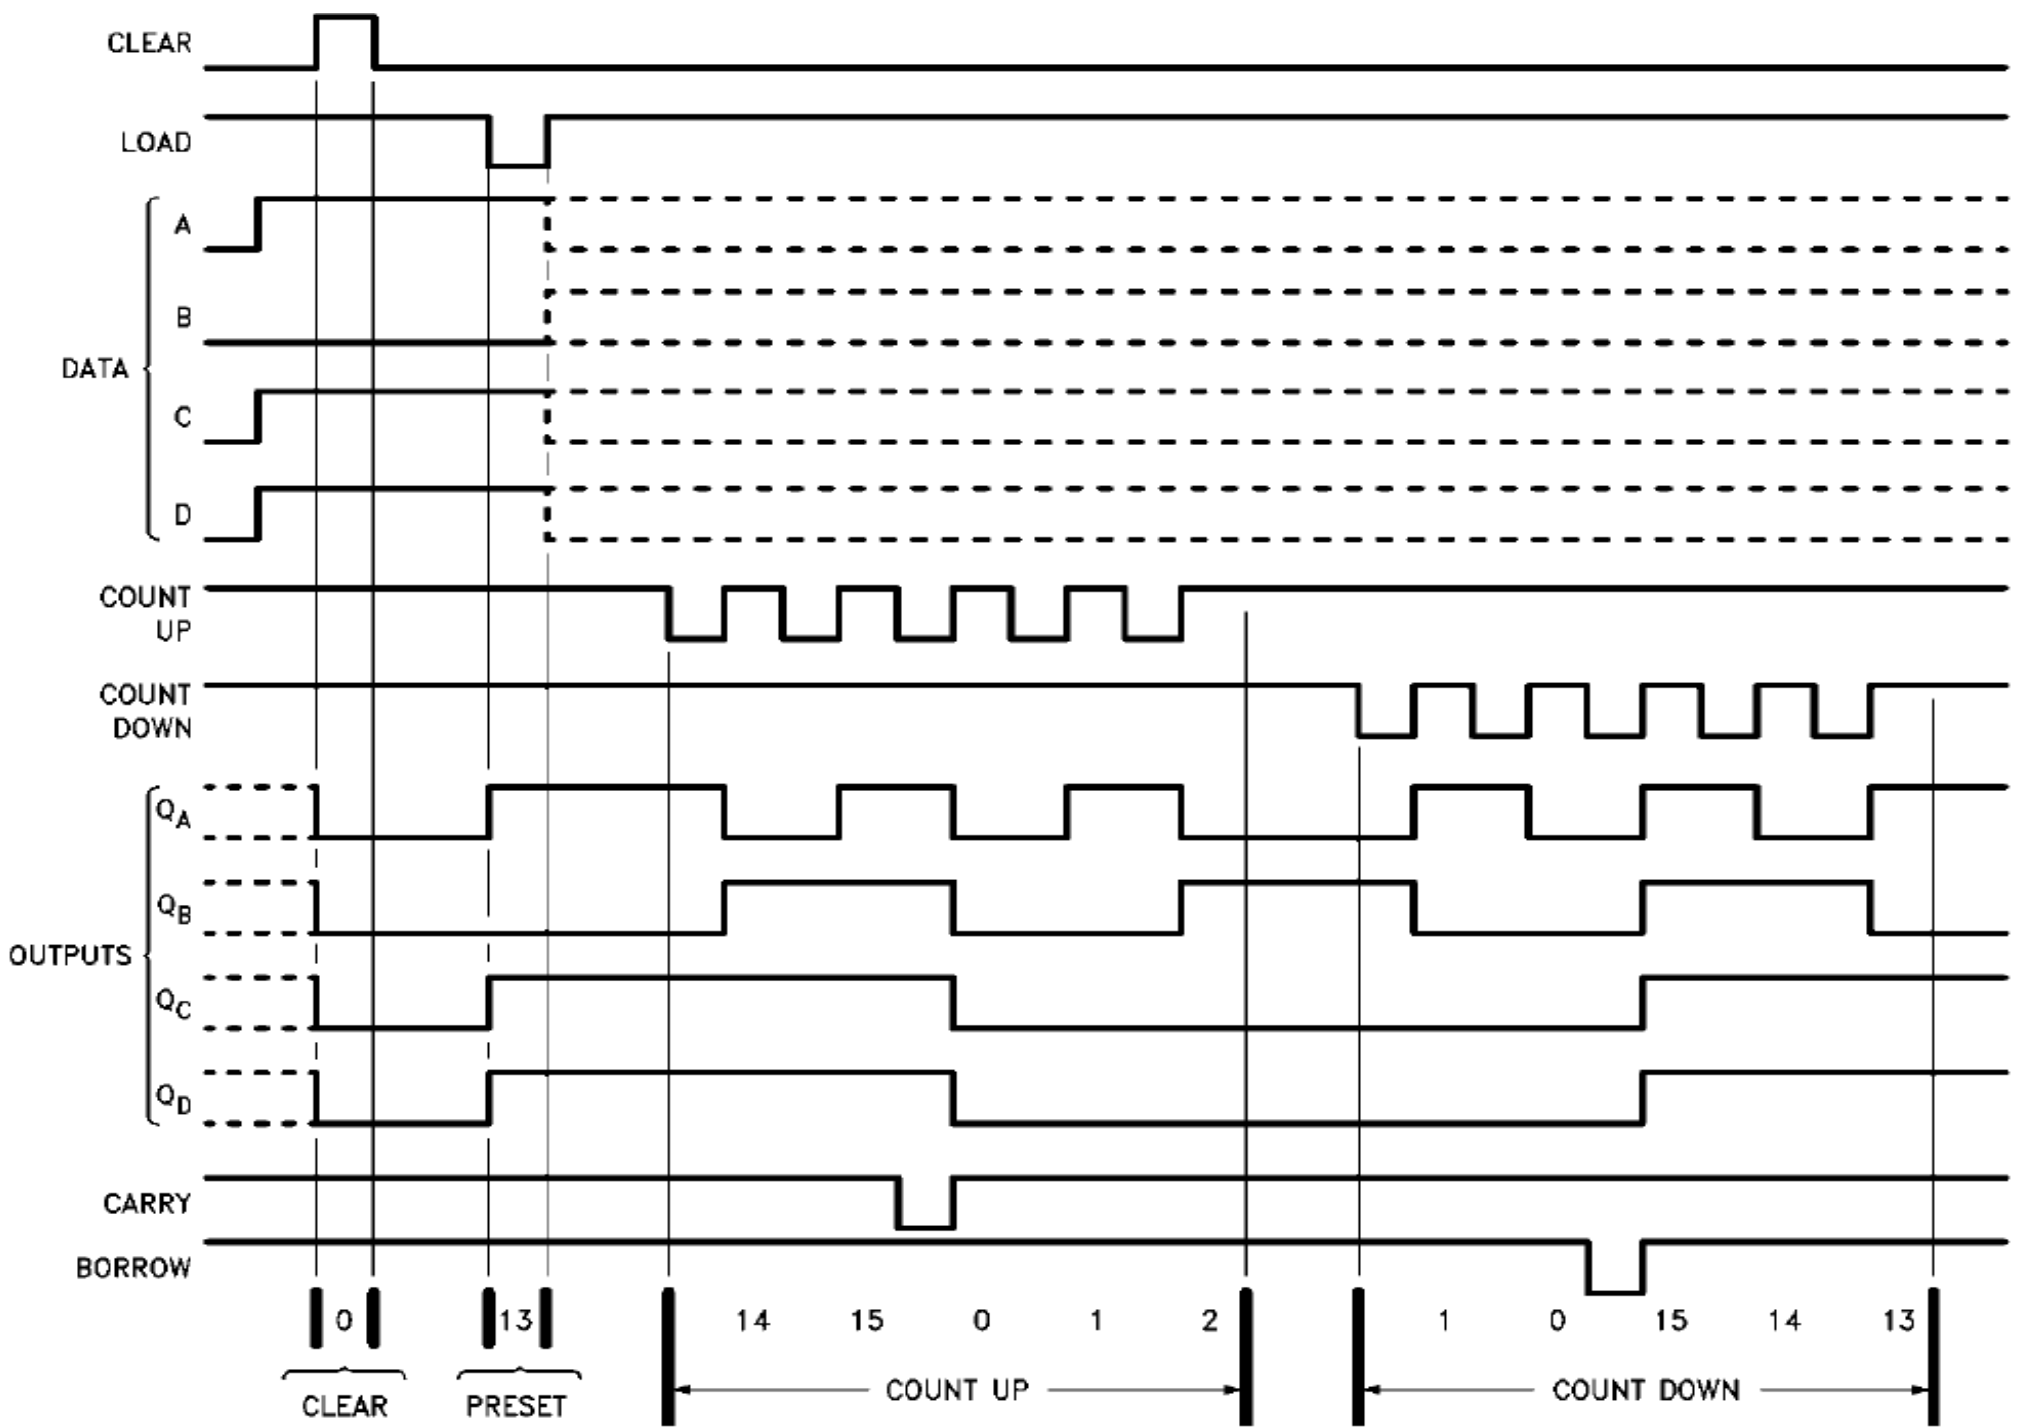 CLEAR
LOAD
A
B
DATA
C
D
COUNT
UP
COUNT
DOWN
QA
QB
OUTPUTS
QC
QD
CARRY
BORROW
0 13 14 15 0 1 2 1 0 15 14 13
CLEAR PRESET COUNT UP COUNT DOWN